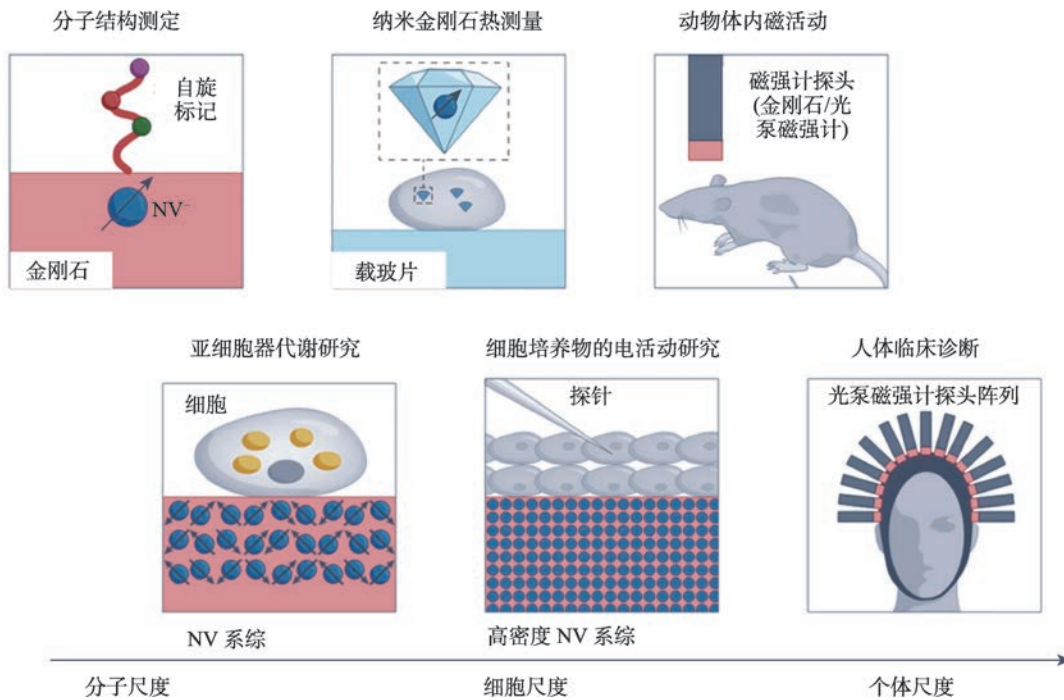 分子结构测定
纳米金刚石热测量
动物体内磁活动
自旋
标记
NV⁻
金刚石
载玻片
磁强计探头
(金刚石/光
泵磁强计)
亚细胞器代谢研究
细胞培养物的电活动研究
人体临床诊断
细胞
探针
光泵磁强计探头阵列
NV 系综
高密度 NV 系综
分子尺度
细胞尺度
个体尺度